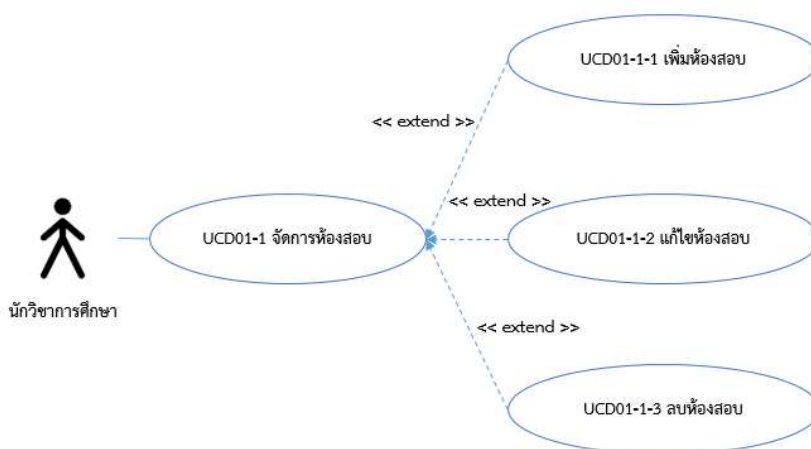 UCD01-1-1 เพิ่มห้องสอบ
<< extend >>
<< extend >>
UCD01-1 จัดการห้องสอบ
UCD01-1-2 แก้ไขห้องสอบ
นักวิชาการศึกษา
<< extend >>
UCD01-1-3 ลบห้องสอบ